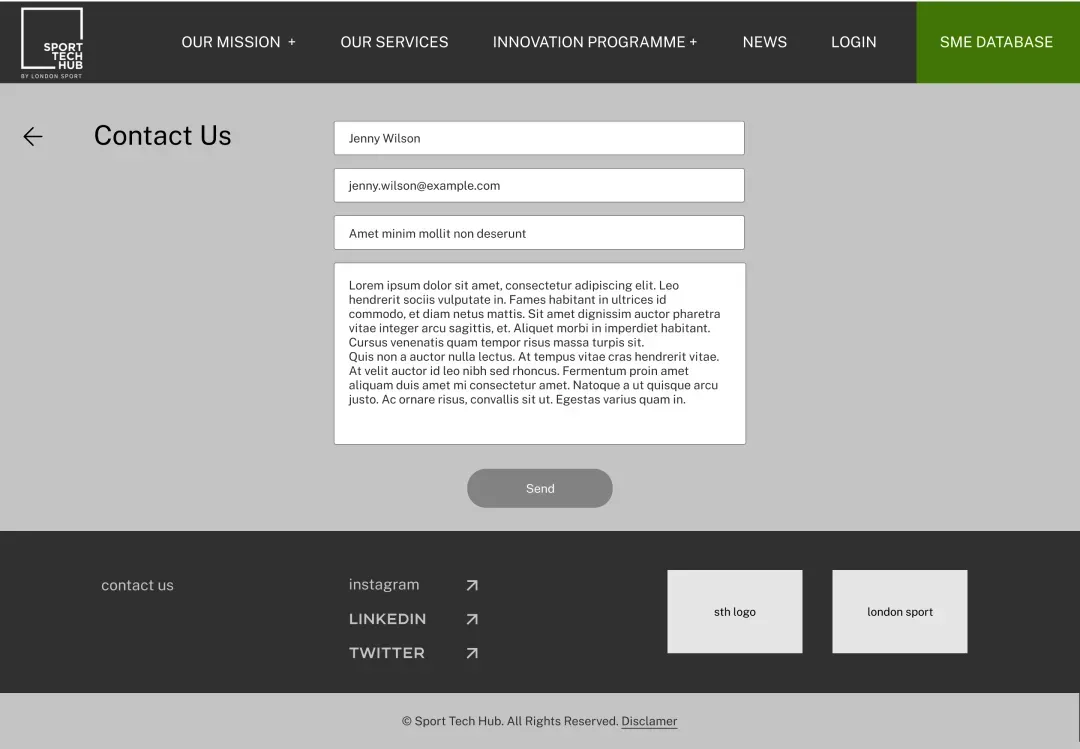 SPORT
TECH
HUB
BY LONDON SPORT
OUR MISSION +
OUR SERVICES
INNOVATION PROGRAMME +
NEWS
LOGIN
SME DATABASE
Contact Us
Jenny Wilson
jenny.wilson@example.com
Amet minim mollit non deserunt
Lorem ipsum dolor sit amet, consectetur adipiscing elit. Leo
hendrerit sociis vulputate in. Fames habitant in ultrices id
commodo, et diam netus mattis. Sit amet dignissim auctor pharetra
vitae integer arcu sagittis, et. Aliquet morbi in imperdiet habitant.
Cursus venenatis quam tempor risus massa turpis sit.
Quis non a auctor nulla lectus. At tempus vitae cras hendrerit vitae.
At velit auctor id leo nibh sed rhoncus. Fermentum proin amet
aliquam duis amet mi consectetur amet. Natoque a ut quisque arcu
justo. Ac ornare risus, convallis sit ut. Egestas varius quam in.
Send
contact us
instagram
LINKEDIN
TWITTER
sth logo
london sport
© Sport Tech Hub. All Rights Reserved. Disclamer